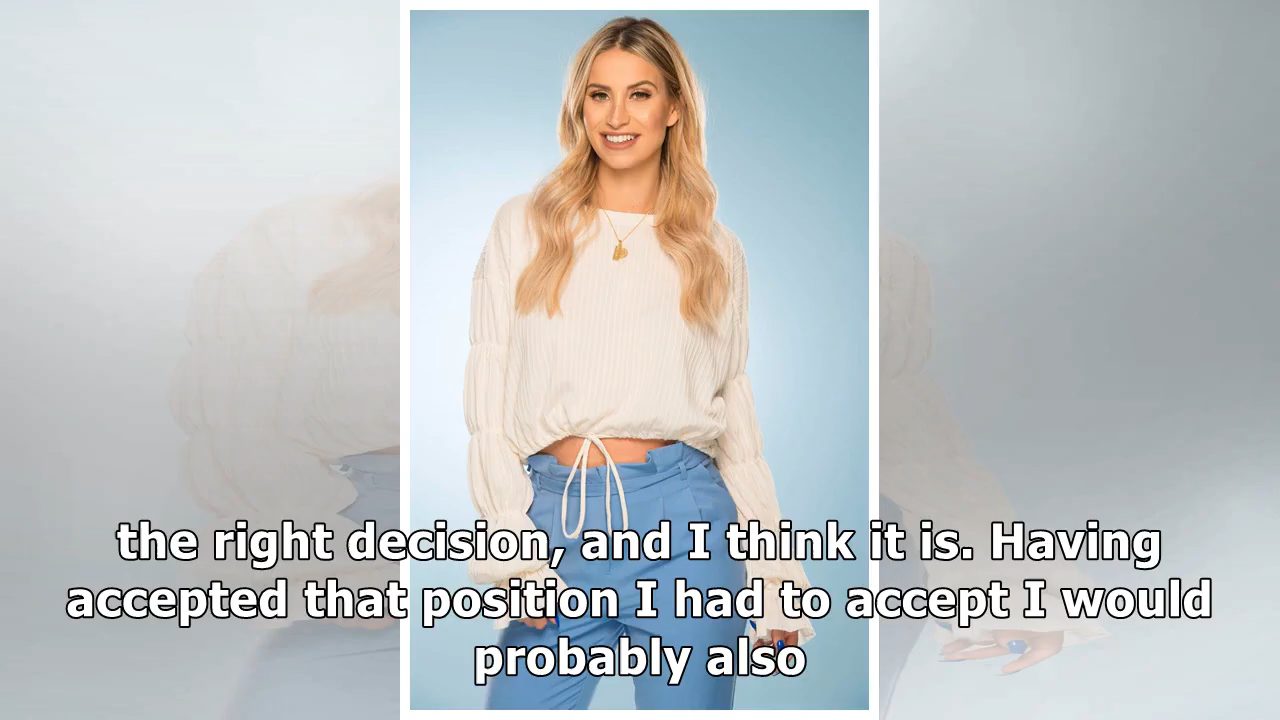 the right decision, and I think it is. Having
accepted that position I had to accept I would
probably also